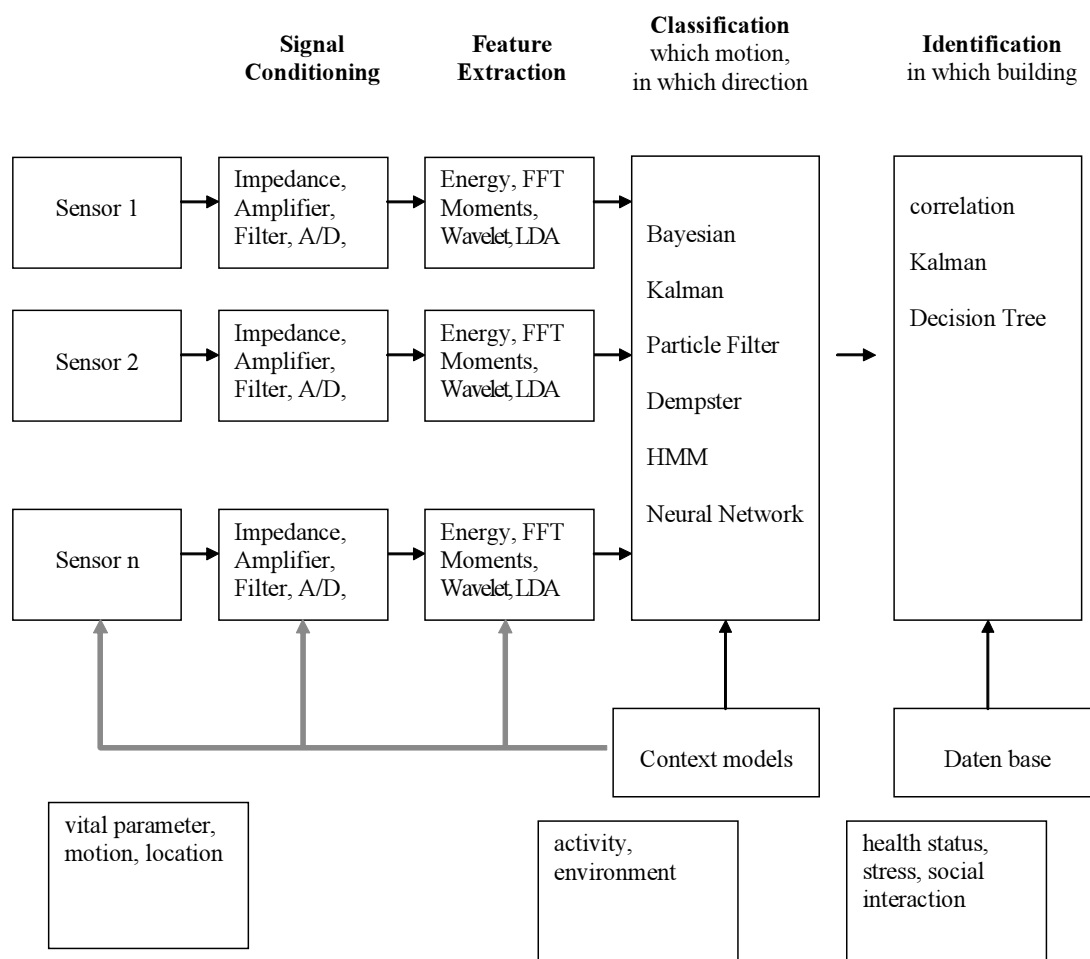 Signal
Conditioning
Feature
Extraction
Classification
which motion,
in which direction
Identification
in which building
Sensor 1
Impedance,
Amplifier,
Filter, A/D,
Energy, FFT
Moments,
Wavelet, LDA
Sensor 2
Impedance,
Amplifier,
Filter, A/D,
Energy, FFT
Moments,
Wavelet, LDA
Sensor n
Impedance,
Amplifier,
Filter, A/D,
Energy, FFT
Moments,
Wavelet, LDA
Bayesian
Kalman
Particle Filter
Dempster
HMM
Neural Network
correlation
Kalman
Decision Tree
Context models
Daten base
vital parameter,
motion, location
activity,
environment
health status,
stress, social
interaction